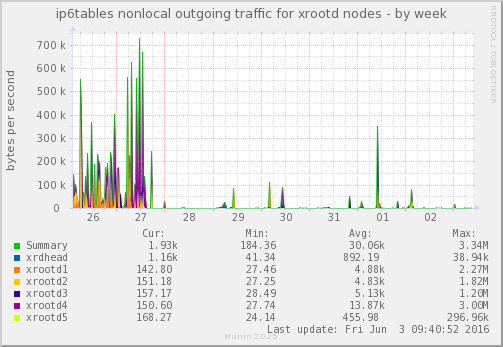 ip6tables nonlocal outgoing traffic for xrootd nodes - by week
RRDTOOL / TOBI OETIKER
bytes per second
700 k
600 k
500 k
400 k
300 k
200 k
100 k
0
26 27 28 29 30 31 01 02
Cur: Min: Avg: Max:
Summary 1.93k 184.36 30.06k 3.34M
xrdhead 1.16k 41.34 892.19 38.94k
xrootd1 142.80 27.46 4.88k 2.27M
xrootd2 151.18 27.25 4.83k 1.82M
xrootd3 157.17 28.49 5.13k 1.20M
xrootd4 150.60 27.74 13.87k 3.00M
xrootd5 168.27 24.14 455.98 296.96k
Last update: Fri Jun 3 09:40:52 2016
Munin 2.0.25